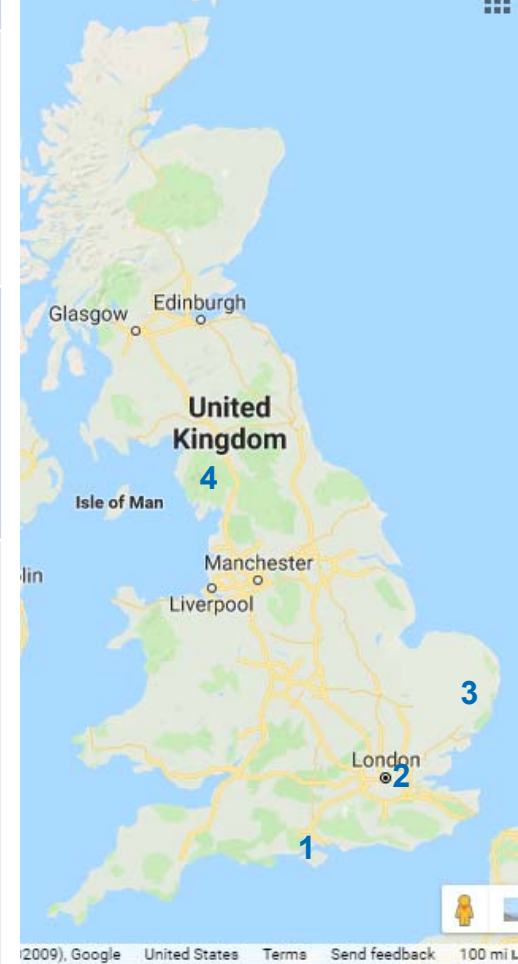 Edinburgh
Glasgow
United
Kingdom
4
Isle of Man
Manchester
lin
Liverpool
3
London
2
1
2009), Google United States Terms Send feedback 100 mi